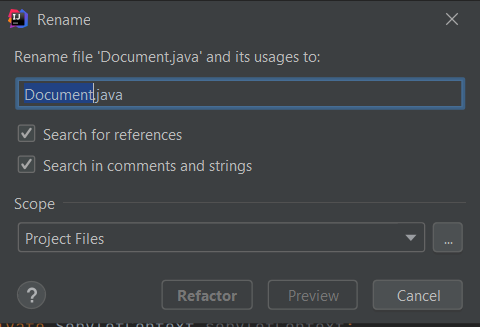 Rename
Rename file 'Document.java' and its usages to:
Document.java
Search for references
Search in comments and strings
Scope
Project Files
...
?
Refactor
Preview
Cancel